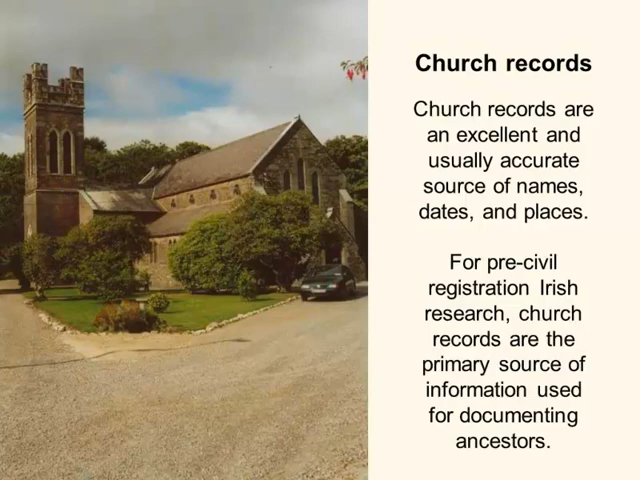 Church records
Church records are
an excellent and
usually accurate
source of names,
dates, and places.
For pre-civil
registration Irish
research, church
records are the
primary source of
information used
for documenting
ancestors.